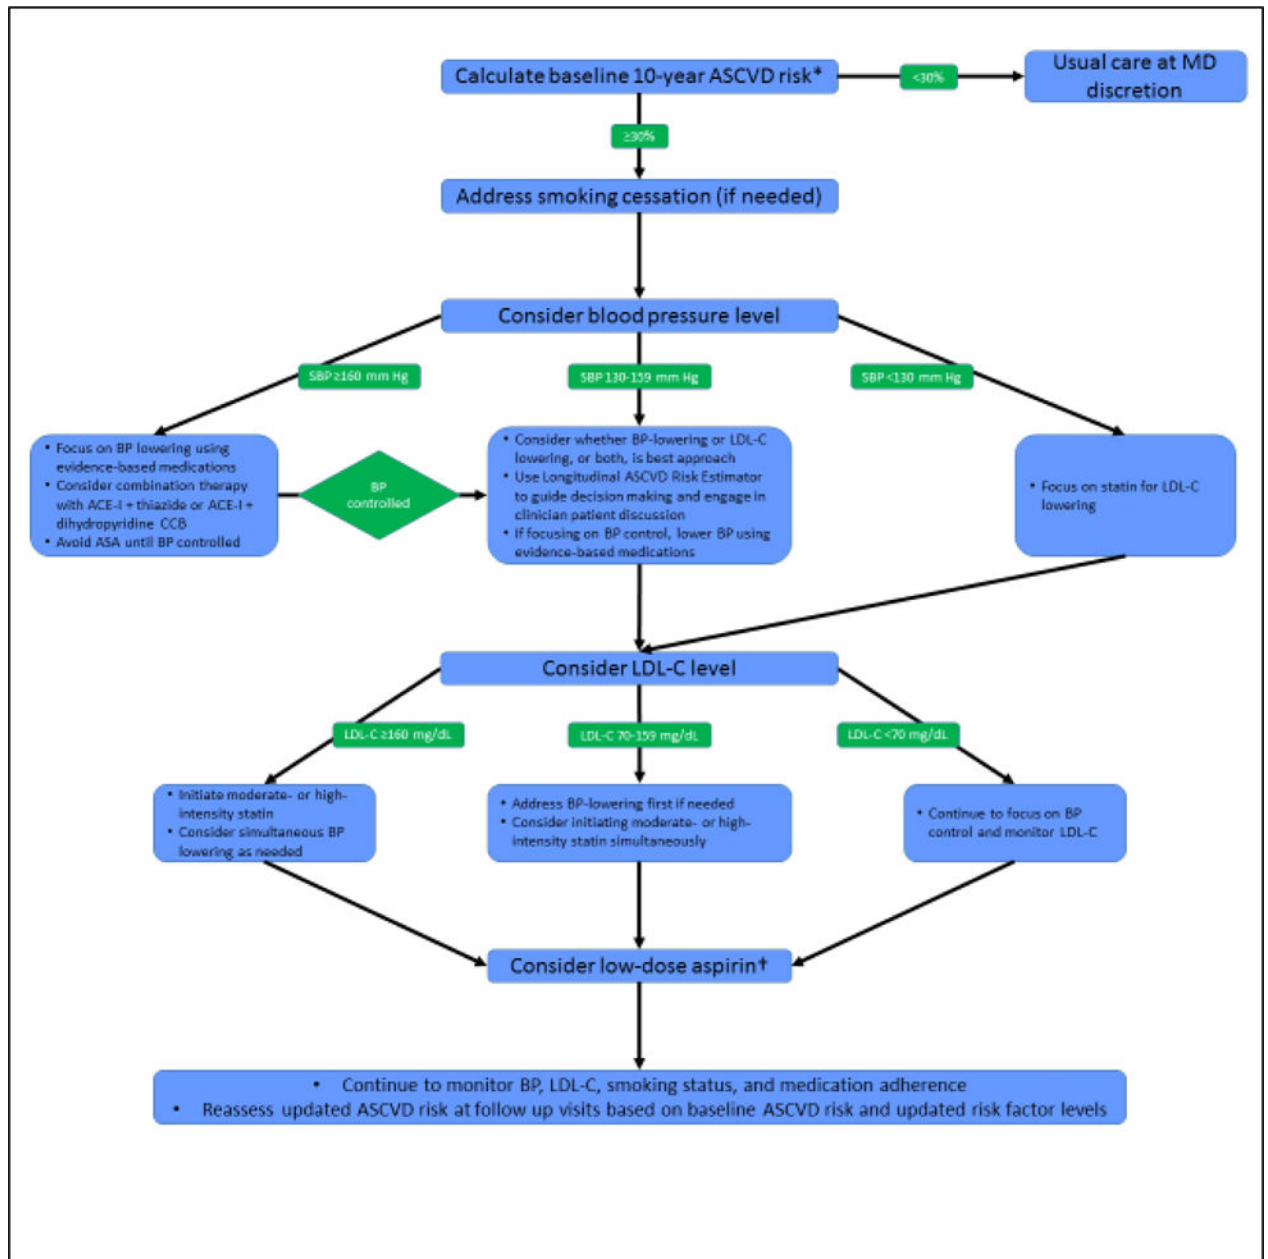 Calculate baseline 10-year ASCVD risk*
<30%
Usual care at MD
discretion
≥30%
Address smoking cessation (if needed)
Consider blood pressure level
SBP ≥160 mm Hg
SBP 130-159 mm Hg
SBP <130 mm Hg
• Focus on BP lowering using
evidence-based medications
• Consider combination therapy
with ACE-I + thiazide or ACE-I +
dihydropyridine CCB
• Avoid ASA until BP controlled
BP
controlled
• Consider whether BP-lowering or LDL-C
lowering, or both, is best approach
• Use Longitudinal ASCVD Risk Estimator
to guide decision making and engage in
clinician patient discussion
• If focusing on BP control, lower BP using
evidence-based medications
• Focus on statin for LDL-C
lowering
Consider LDL-C level
LDL-C ≥160 mg/dL
LDL-C 70-159 mg/dL
LDL-C <70 mg/dL
• Initiate moderate- or high-
intensity statin
• Consider simultaneous BP
lowering as needed
• Address BP-lowering first if needed
• Consider initiating moderate- or high-
intensity statin simultaneously
• Continue to focus on BP
control and monitor LDL-C
Consider low-dose aspirin†
• Continue to monitor BP, LDL-C, smoking status, and medication adherence
• Reassess updated ASCVD risk at follow up visits based on baseline ASCVD risk and updated risk factor levels